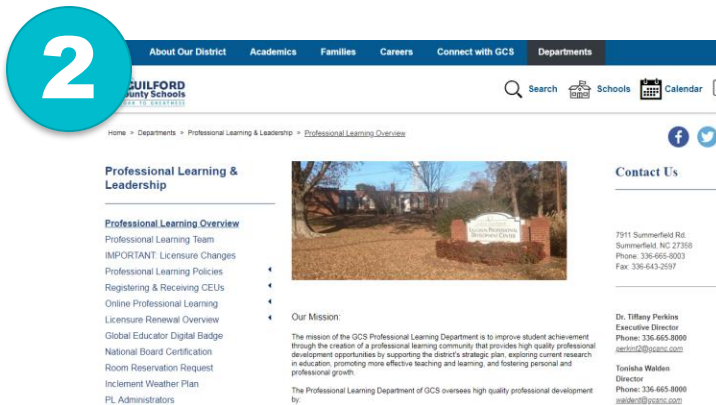 2
About Our District Academics Families Careers Connect with GCS Departments
GUILFORD
County Schools
Search Schools Calendar
Home > Departments > Professional Learning & Leadership > Professional Learning Overview
Professional Learning &
Leadership
Professional Learning Overview
Professional Learning Team
IMPORTANT: Licensure Changes
Professional Learning Policies
Registering & Receiving CEUs
Online Professional Learning
Licensure Renewal Overview
Global Educator Digital Badge
National Board Certification
Room Reservation Request
Inclement Weather Plan
PL Administrators
Our Mission:
The mission of the GCS Professional Learning Department is to improve student achievement
through the creation of a professional learning community that provides high quality professional
development opportunities by supporting the district's strategic plan, exploring current research
in education, promoting more effective teaching and learning, and fostering personal and
professional growth.
The Professional Learning Department of GCS oversees high quality professional development
by:
Contact Us
7911 Summerfield Rd.
Summerfield, NC 27358
Phone: 336-665-8003
Fax: 336-643-2597
Dr. Tiffany Perkins
Executive Director
Phone: 336-665-8000
perkint2@gcsnc.com
Tonisha Walden
Director
Phone: 336-665-8000
waldent@gcsnc.com